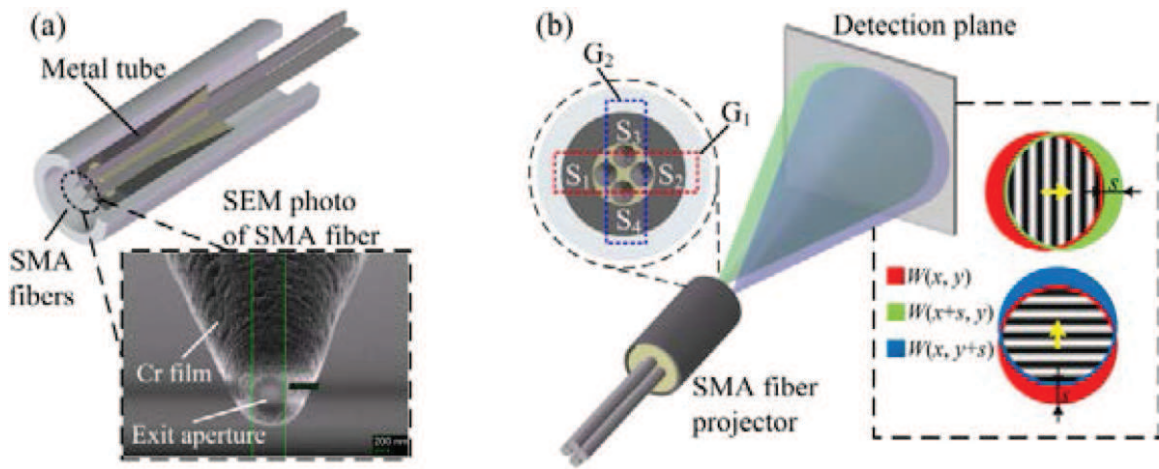 (a)
Metal tube
SMA
fibers
SEM photo
of SMA fiber
Cr film
Exit aperture
200 nm
(b)
Detection plane
G2
G1
S3
S1
S2
S4
SMA fiber
projector
s
W(x, y)
W(x+s, y)
W(x, y+s)
s